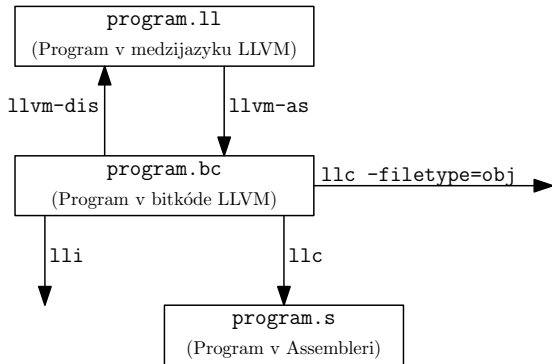 program.ll
(Program v medzijazyku LLVM)
llvm-dis
llvm-as
program.bc
(Program v bitkóde LLVM)
llc -filetype=obj
lli
llc
program.s
(Program v Assembleri)